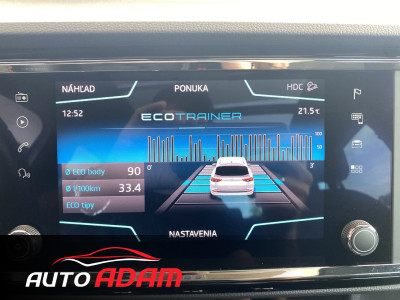 NÁHĽAD PONUKA HDC
12:52 ECOTRAINER 21.5°C
100
50
0
0' 3'
Ø ECO body 90
Ø l/100km 33.4
ECO tipy
NASTAVENIA
AUTO ADAM